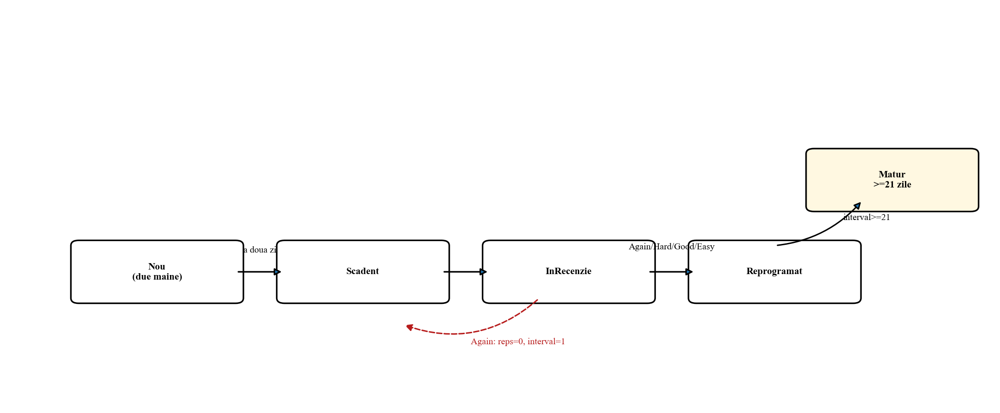 Matur
>=21 zile
interval>=21
a doua zi
Again/Hard/Good/Easy
Nou
(due maine)
Scadent
InRecenzie
Reprogramat
Again: reps=0, interval=1